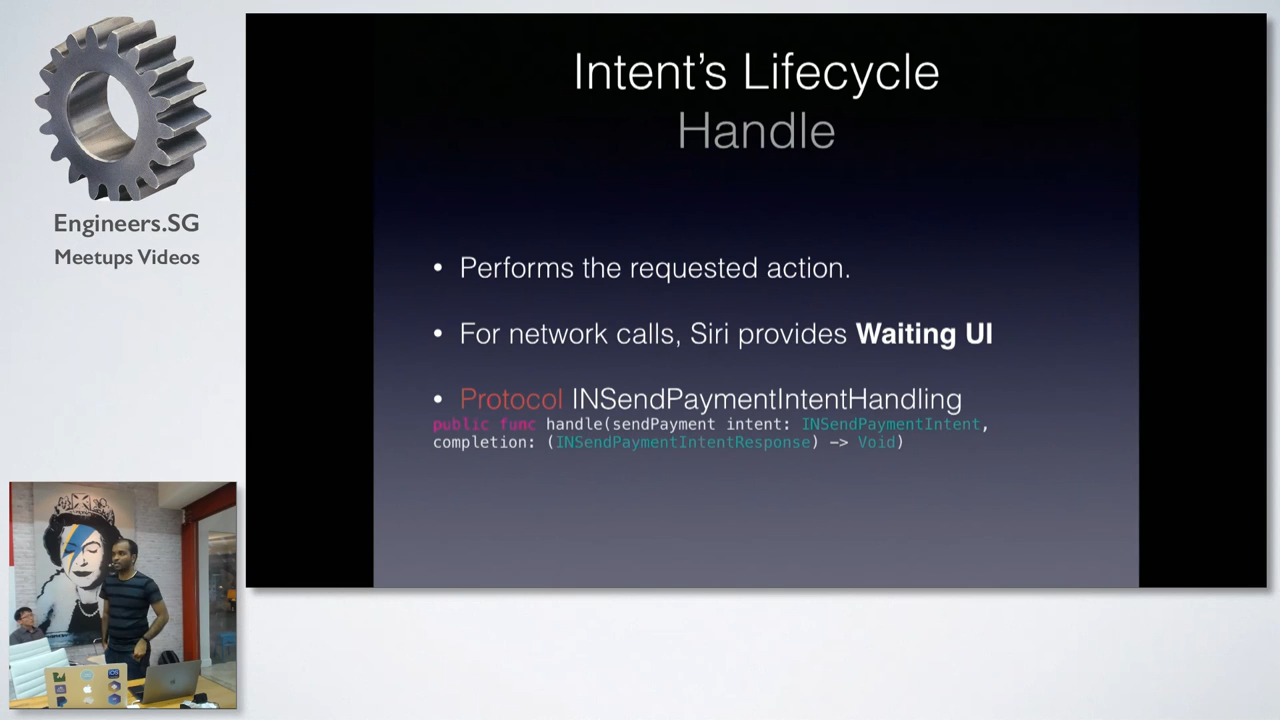 Engineers.SG
Meetups Videos
Intent's Lifecycle
Handle
• Performs the requested action.
• For network calls, Siri provides Waiting UI
• Protocol INSendPaymentIntentHandling
public func handle(sendPayment intent: INSendPaymentIntent,
completion: (INSendPaymentIntentResponse) -> Void)